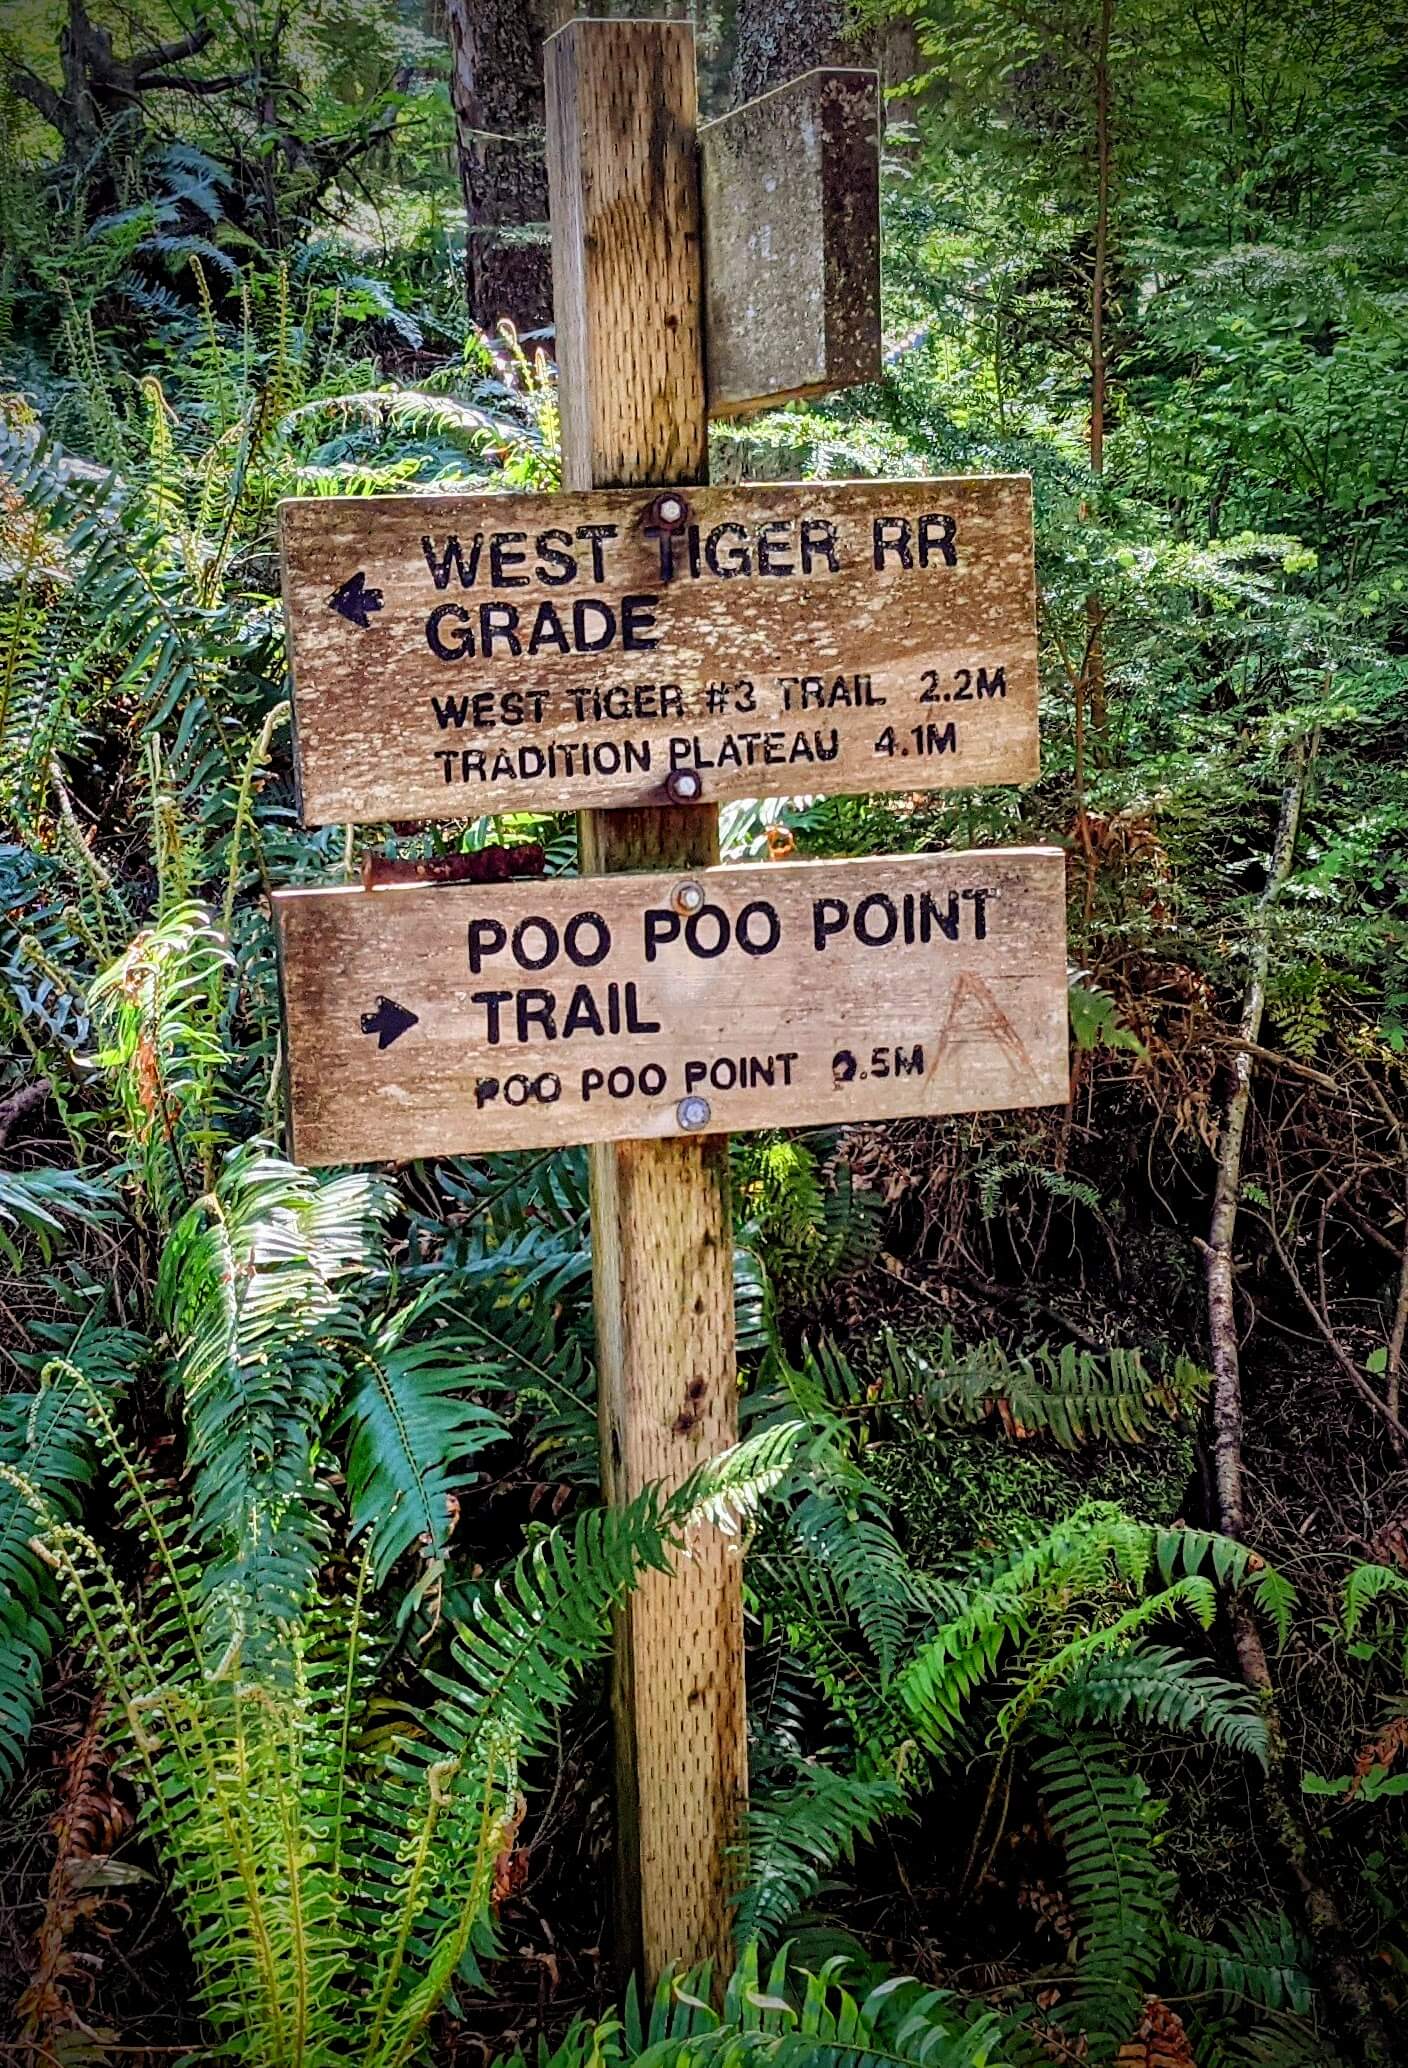 WEST TIGER RR
GRADE
WEST TIGER #3 TRAIL 2.2M
TRADITION PLATEAU 4.1M
POO POO POINT
TRAIL
POO POO POINT 0.5M
A